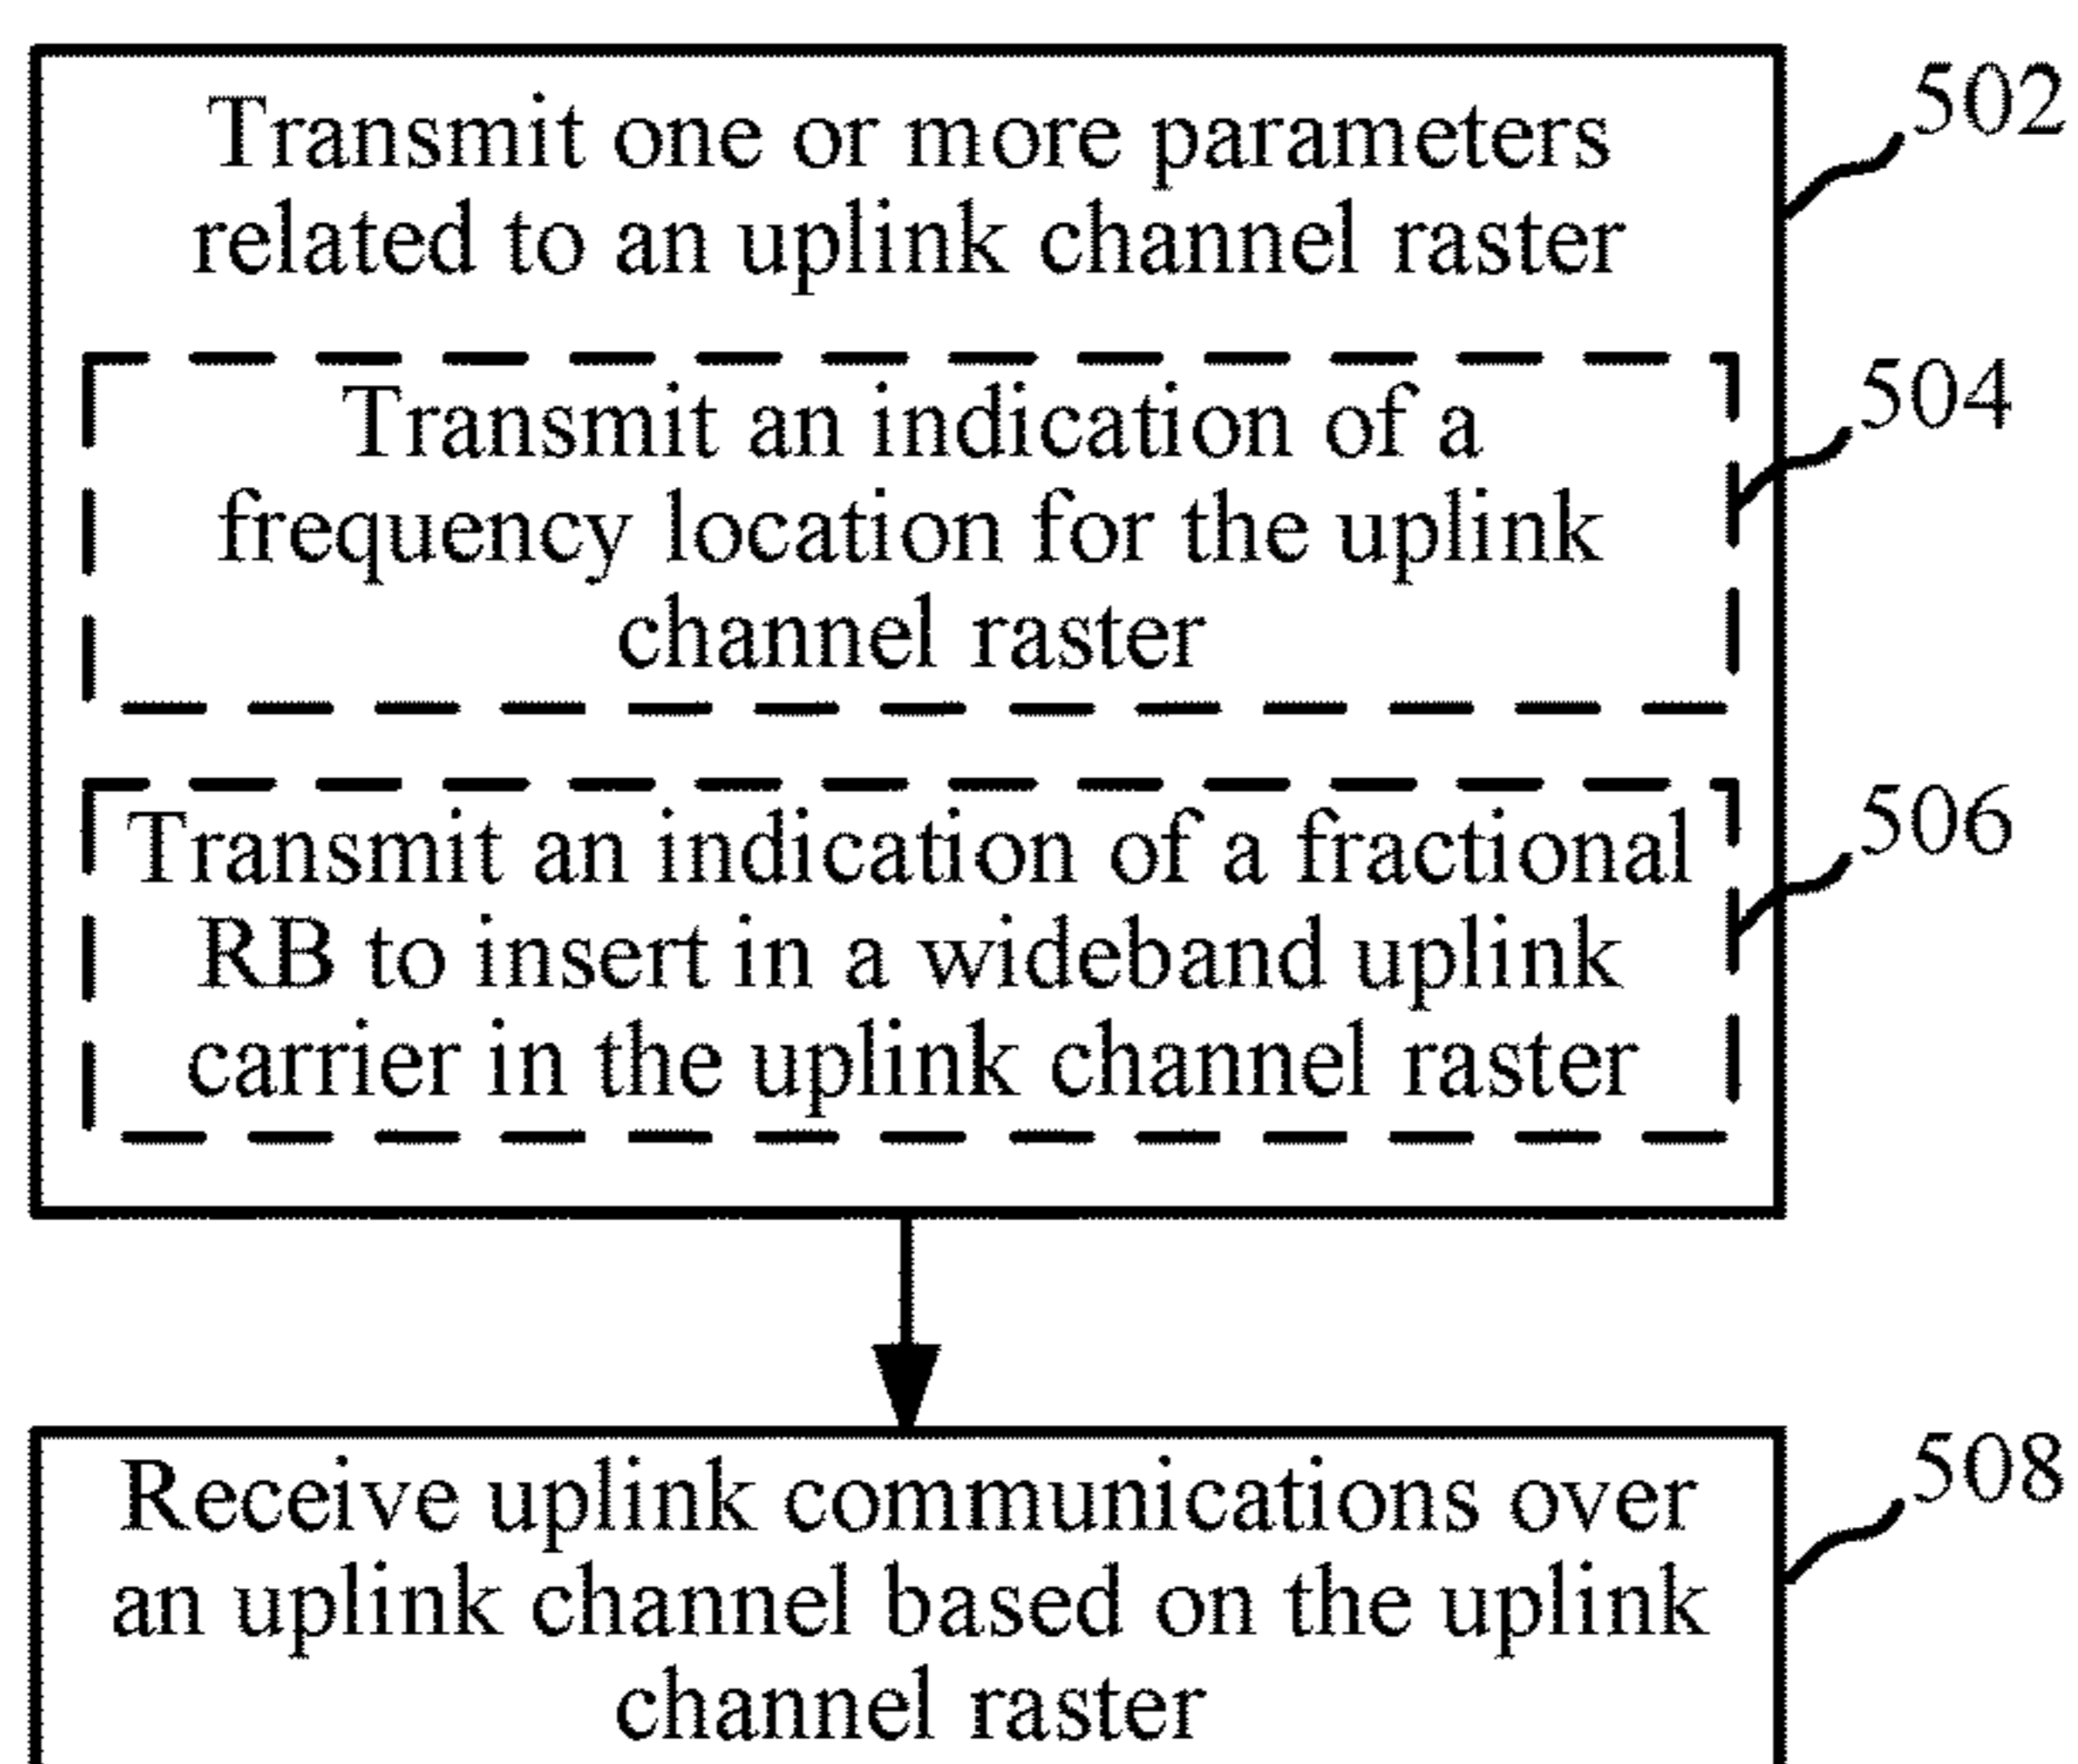 Transmit one or more parameters
related to an uplink channel raster
502
Transmit an indication of a
frequency location for the uplink
channel raster
504
Transmit an indication of a fractional
RB to insert in a wideband uplink
carrier in the uplink channel raster
506
Receive uplink communications over
an uplink channel based on the uplink
channel raster
508